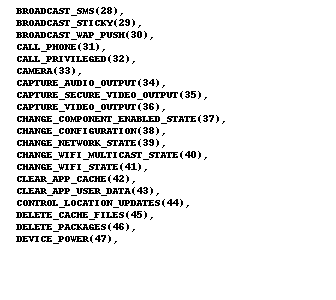 BROADCAST_SMS(28),
BROADCAST_STICKY(29),
BROADCAST_WAP_PUSH(30),
CALL_PHONE(31),
CALL_PRIVILEGED(32),
CAMERA(33),
CAPTURE_AUDIO_OUTPUT(34),
CAPTURE_SECURE_VIDEO_OUTPUT(35),
CAPTURE_VIDEO_OUTPUT(36),
CHANGE_COMPONENT_ENABLED_STATE(37),
CHANGE_CONFIGURATION(38),
CHANGE_NETWORK_STATE(39),
CHANGE_WIFI_MULTICAST_STATE(40),
CHANGE_WIFI_STATE(41),
CLEAR_APP_CACHE(42),
CLEAR_APP_USER_DATA(43),
CONTROL_LOCATION_UPDATES(44),
DELETE_CACHE_FILES(45),
DELETE_PACKAGES(46),
DEVICE_POWER(47),